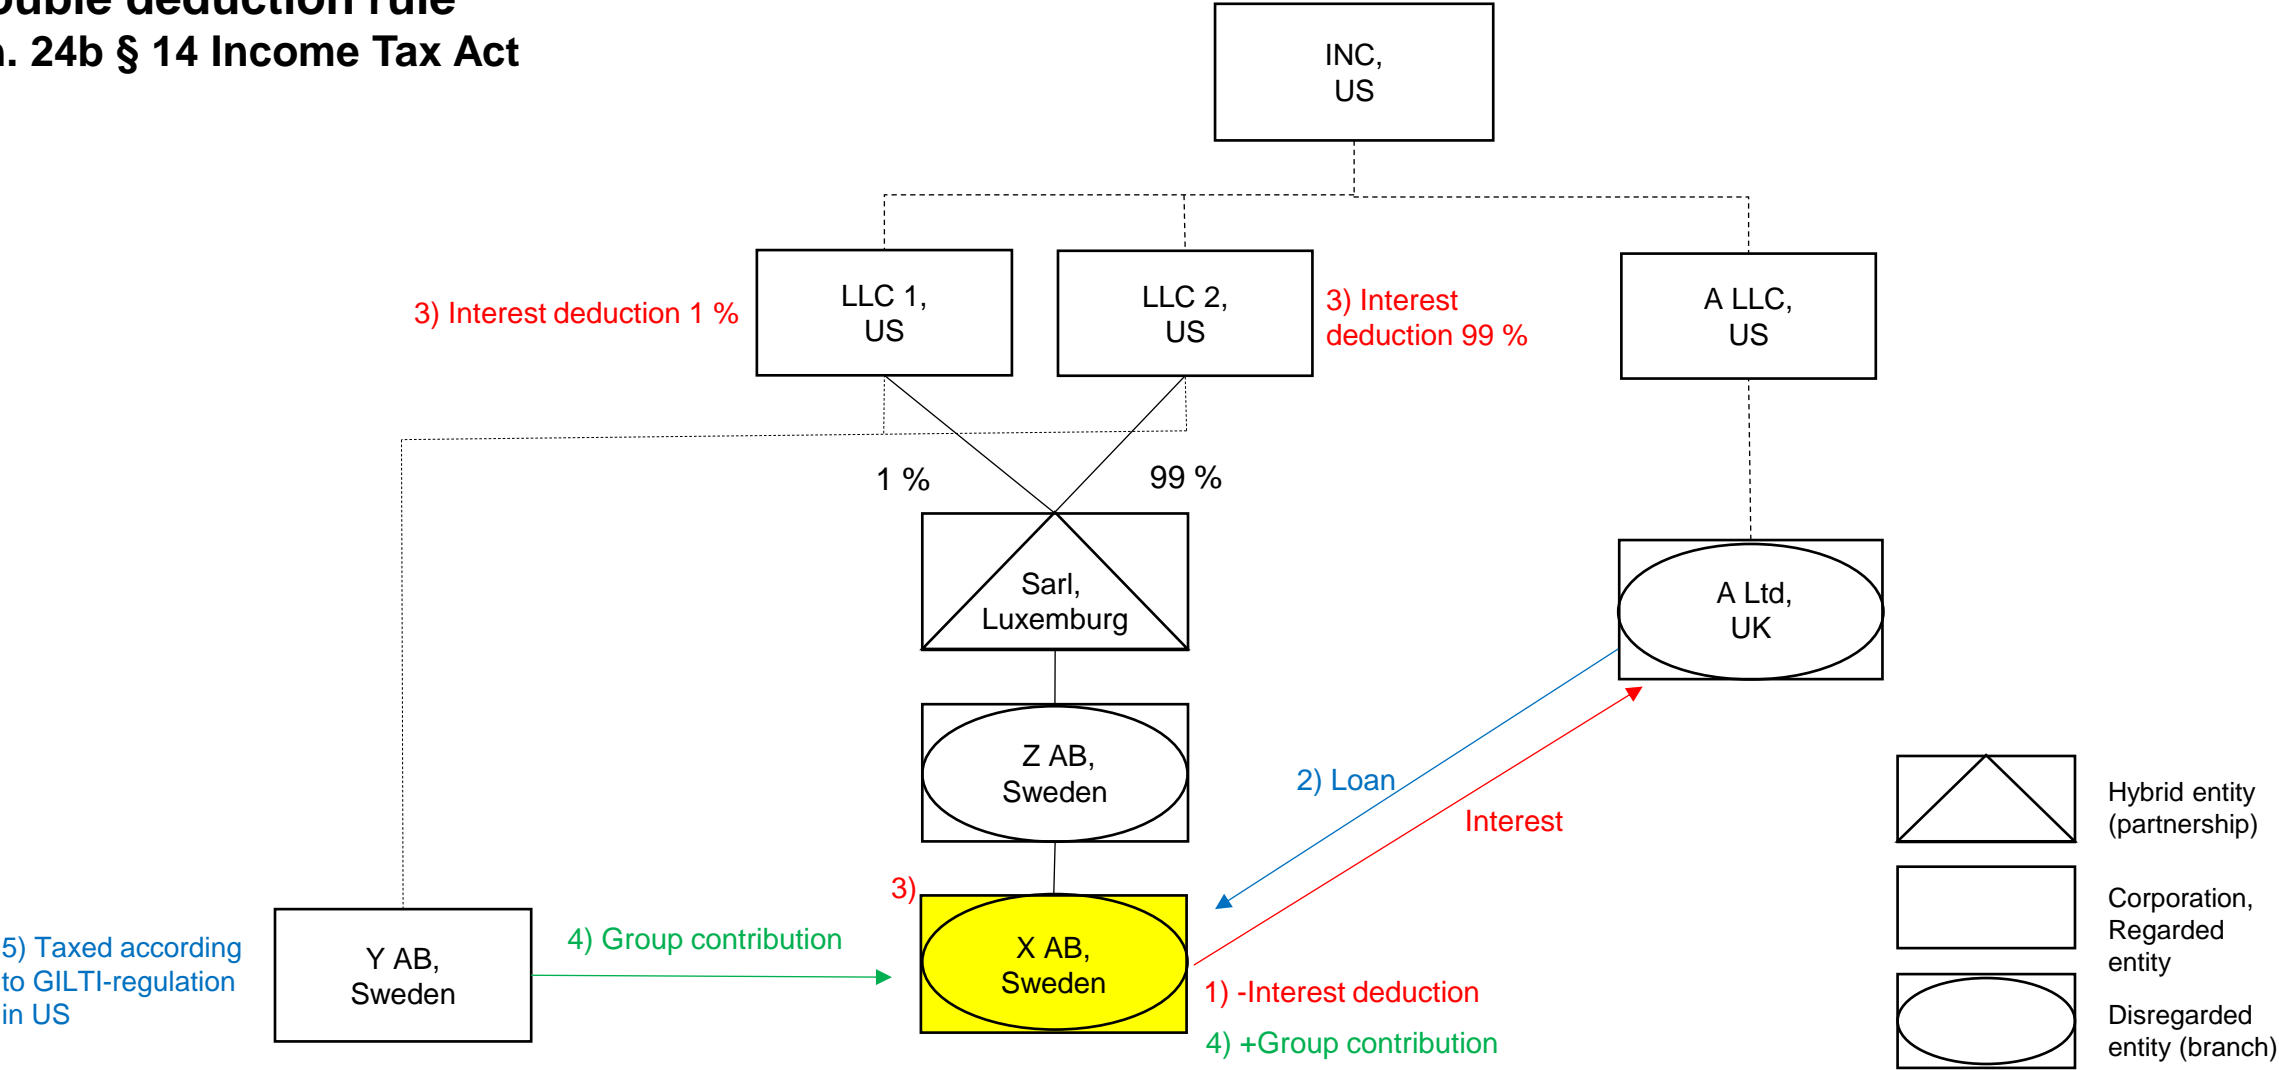 ouble deduction rule
. 24b § 14 Income Tax Act
INC,
US
LLC 1,
US
LLC 2,
US
A LLC,
US
3) Interest deduction 1 %
3) Interest
deduction 99 %
1 %
99 %
Sarl,
Luxemburg
A Ltd,
UK
Z AB,
Sweden
2) Loan
Interest
3)
X AB,
Sweden
Y AB,
Sweden
4) Group contribution
5) Taxed according
to GILTI-regulation
in US
1) -Interest deduction
4) +Group contribution
Hybrid entity
(partnership)
Corporation,
Regarded
entity
Disregarded
entity (branch)